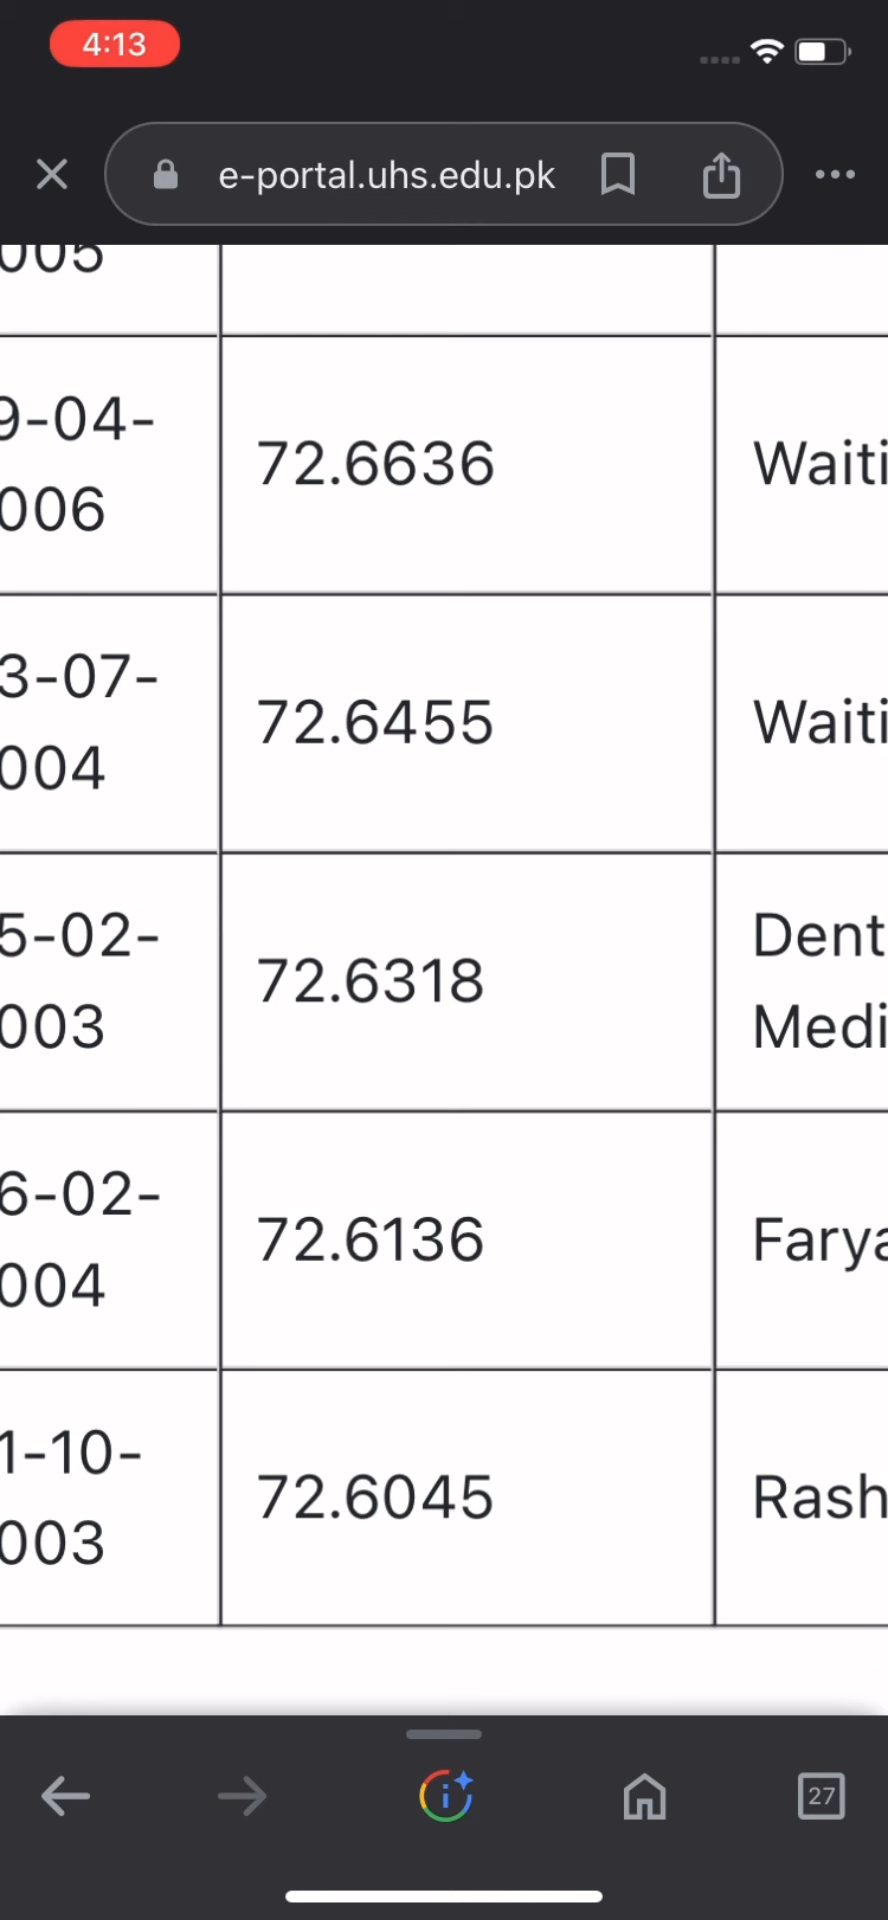 4:13
e-portal.uhs.edu.pk
005
9-04-
006
72.6636
Waiti
3-07-
004
72.6455
Waiti
5-02-
003
72.6318
Dent
Medi
6-02-
004
72.6136
Farya
1-10-
003
72.6045
Rash
27